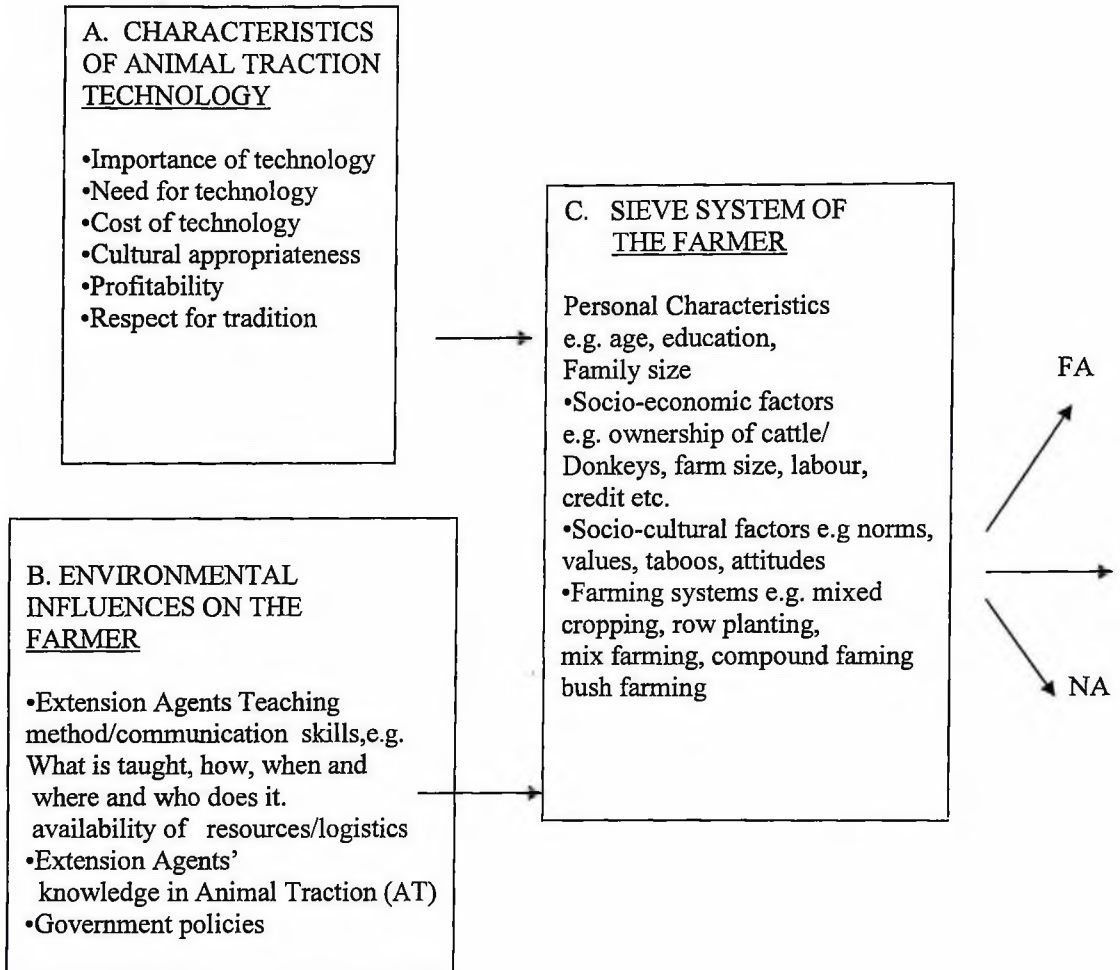 A. CHARACTERISTICS
OF ANIMAL TRACTION
TECHNOLOGY
•Importance of technology
•Need for technology
•Cost of technology
•Cultural appropriateness
•Profitability
•Respect for tradition
B. ENVIRONMENTAL
INFLUENCES ON THE
FARMER
•Extension Agents Teaching
method/communication skills,e.g.
What is taught, how, when and
where and who does it.
availability of resources/logistics
•Extension Agents'
knowledge in Animal Traction (AT)
•Government policies
C. SIEVE SYSTEM OF
THE FARMER
Personal Characteristics
e.g. age, education,
Family size
•Socio-economic factors
e.g. ownership of cattle/
Donkeys, farm size, labour,
credit etc.
•Socio-cultural factors e.g norms,
values, taboos, attitudes
•Farming systems e.g. mixed
cropping, row planting,
mix farming, compound faming
bush farming
FA
NA